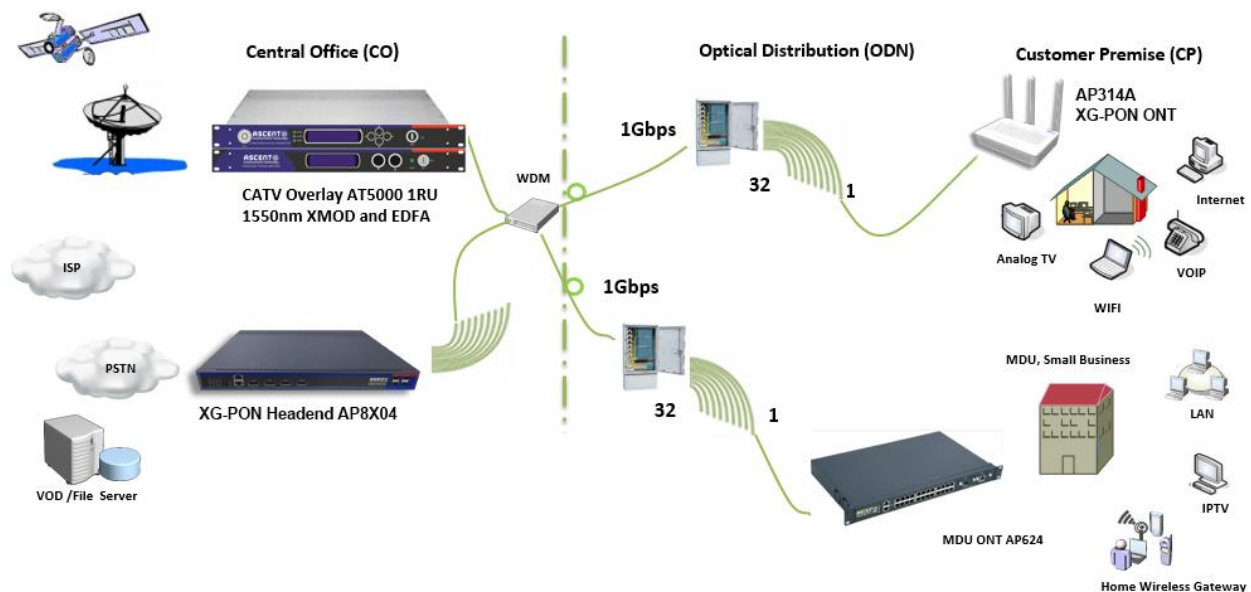 Central Office (CO)
Optical Distribution (ODN)
Customer Premise (CP)
ASCENT
ASCENT
CATV Overlay AT5000 1RU
1550nm XMOD and EDFA
WDM
1Gbps
32
1
AP314A
XG-PON ONT
Internet
Analog TV
VOIP
WIFI
ISP
PSTN
XG-PON Headend AP8X04
VOD /File Server
1Gbps
32
1
MDU, Small Business
LAN
IPTV
MDU ONT AP624
Home Wireless Gateway